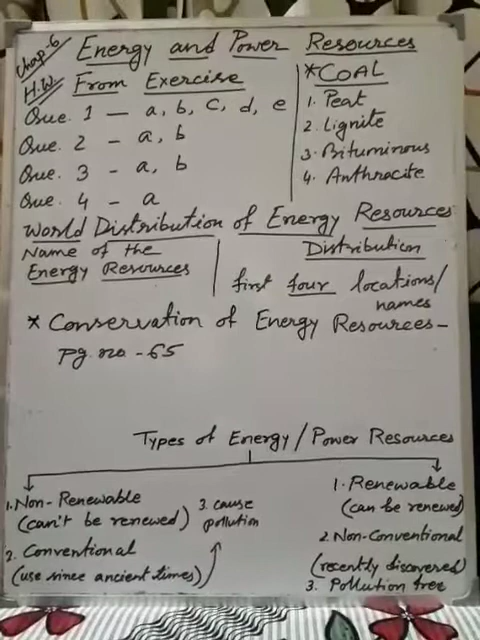 Chap-6
Energy and Power Resources
H.W. From Exercise
Que. 1 - a, b, c, d, e
Que. 2 - a, b
Que. 3 - a, b
Que. 4 - a
*COAL
1. Peat
2. Lignite
3. Bituminous
4. Anthracite
World Distribution of Energy Resources
Name of the
Energy Resources
Distribution
first four locations/
names
* Conservation of Energy Resources-
Pg. no -65
Types of Energy/Power Resources
1. Non-Renewable
(can't be renewed)
2. Conventional
(use since ancient times)
3. cause
pollution
1. Renewable
(can be renewed)
2. Non-Conventional
(recently discovered)
3. Pollution free